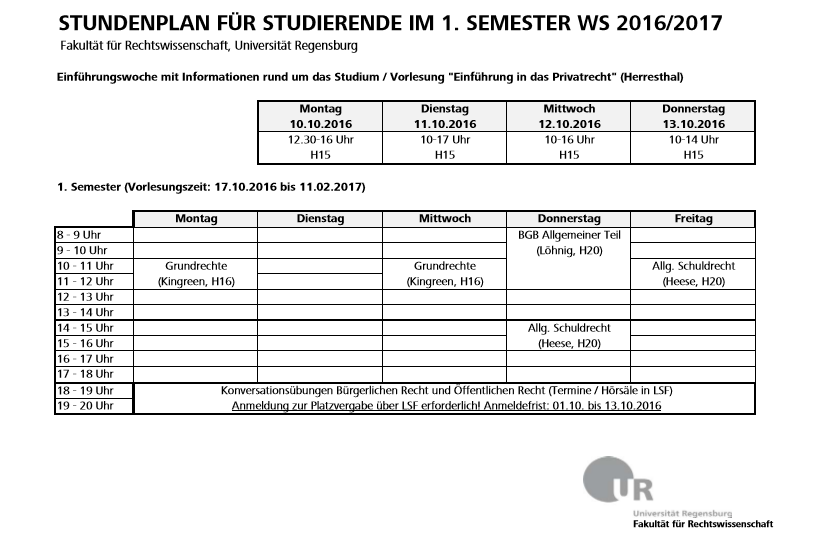 STUNDENPLAN FÜR STUDIERENDE IM 1. SEMESTER WS 2016/2017
Fakultät für Rechtswissenschaft, Universität Regensburg
Einführungswoche mit Informationen rund um das Studium / Vorlesung "Einführung in das Privatrecht" (Herresthal)
Montag Dienstag Mittwoch Donnerstag
10.10.2016 11.10.2016 12.10.2016 13.10.2016
12.30-16 Uhr 10-17 Uhr 10-16 Uhr 10-14 Uhr
H15 H15 H15 H15
1. Semester (Vorlesungszeit: 17.10.2016 bis 11.02.2017)
Montag Dienstag Mittwoch Donnerstag Freitag
8 - 9 Uhr BGB Allgemeiner Teil
9 - 10 Uhr (Löhnig, H20)
10 - 11 Uhr Grundrechte Grundrechte Allg. Schuldrecht
11 - 12 Uhr (Kingreen, H16) (Kingreen, H16) (Heese, H20)
12 - 13 Uhr
13 - 14 Uhr
14 - 15 Uhr Allg. Schuldrecht
15 - 16 Uhr (Heese, H20)
16 - 17 Uhr
17 - 18 Uhr
18 - 19 Uhr Konversationsübungen Bürgerlichen Recht und Öffentlichen Recht (Termine / Hörsäle in LSF)
19 - 20 Uhr Anmeldung zur Platzvergabe über LSF erforderlich! Anmeldefrist: 01.10. bis 13.10.2016
UR
Universität Regensburg
Fakultät für Rechtswissenschaft